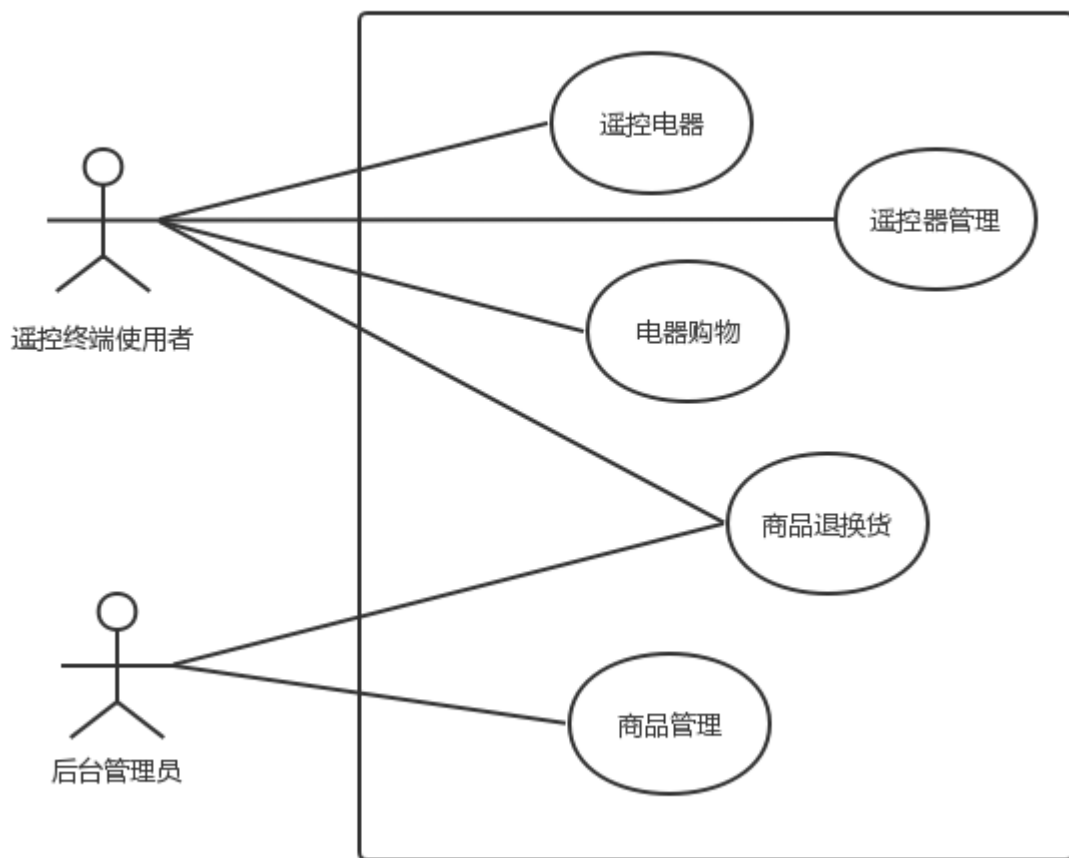 遥控电器
遥控器管理
遥控终端使用者
电器购物
商品退换货
商品管理
后台管理员